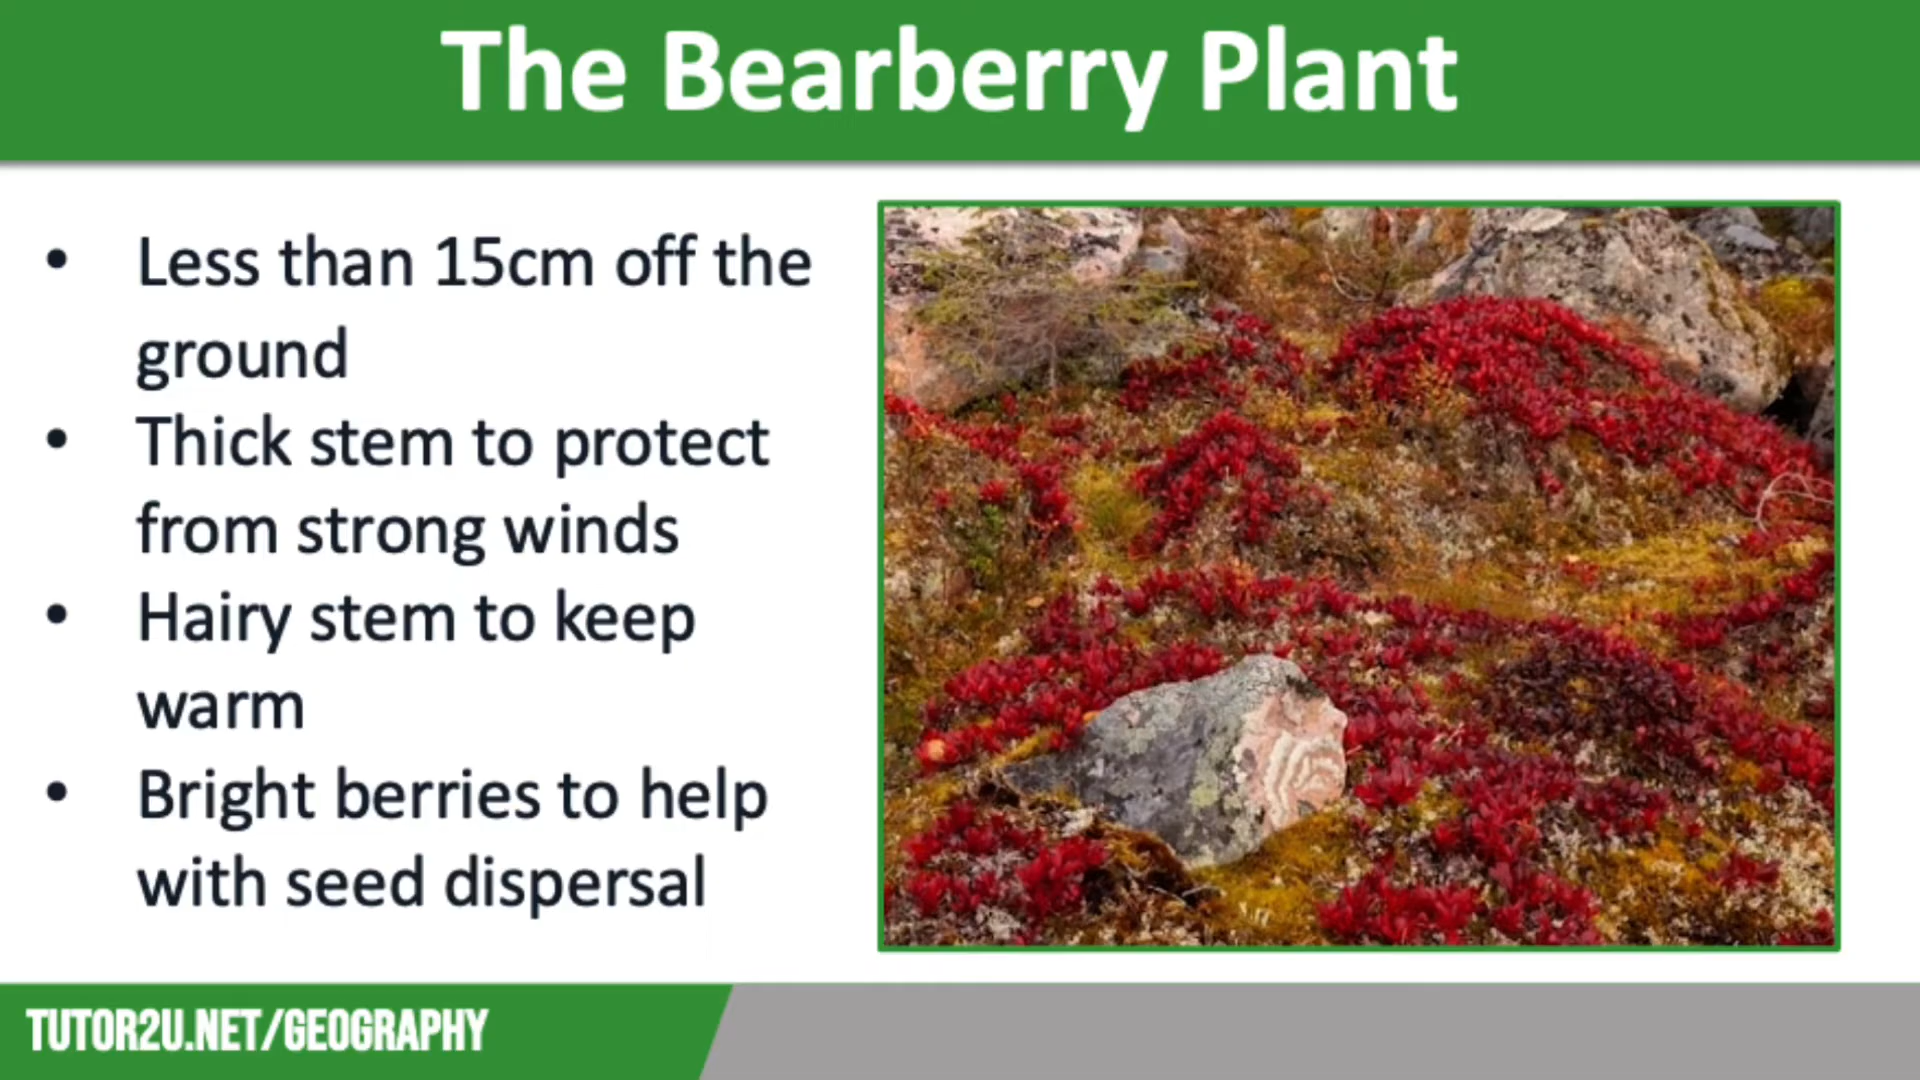 The Bearberry Plant
• Less than 15cm off the
ground
• Thick stem to protect
from strong winds
• Hairy stem to keep
warm
• Bright berries to help
with seed dispersal
TUTOR2U.NET/GEOGRAPHY